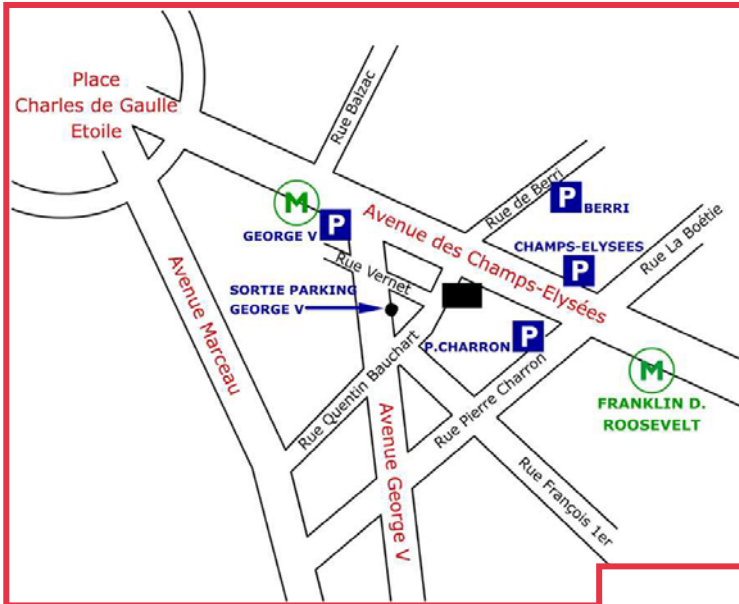 Place
Charles de Gaulle
Etoile
Rue Balzac
Rue de Berri
P
BERRI
M
GEORGE V
P
Avenue des Champs-Elysées
CHAMPS-ELYSEES
P
Rue La Boétie
Rue Vernet
SORTIE PARKING
GEORGE V
Avenue Marceau
P.CHARRON
P
Rue Quentin Bauchart
Rue Pierre Charron
M
FRANKLIN D.
ROOSEVELT
Avenue George V
Rue François 1er